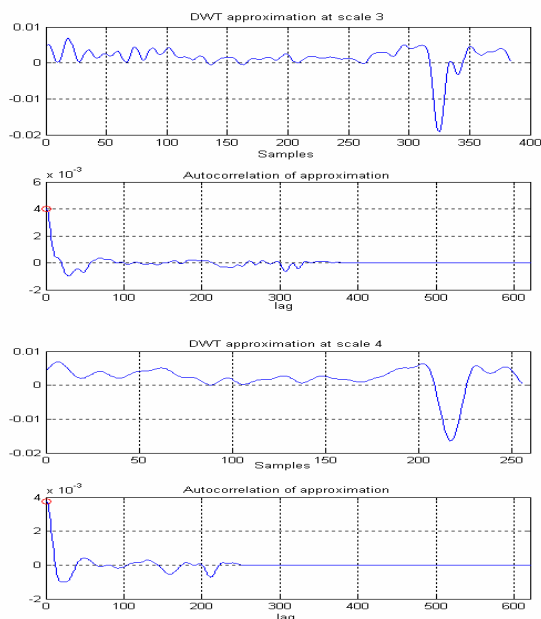 DWT approximation at scale 3
0.01
0
-0.01
-0.02
0 50 100 150 200 250 300 350 400
Samples
x 10-3
Autocorrelation of approximation
6
4
2
0
-2
0 100 200 300 400 500 600
lag
DWT approximation at scale 4
0.01
0
-0.01
-0.02
0 50 100 150 200 250
Samples
x 10-3
Autocorrelation of approximation
4
2
0
-2
0 100 200 300 400 500 600
lag